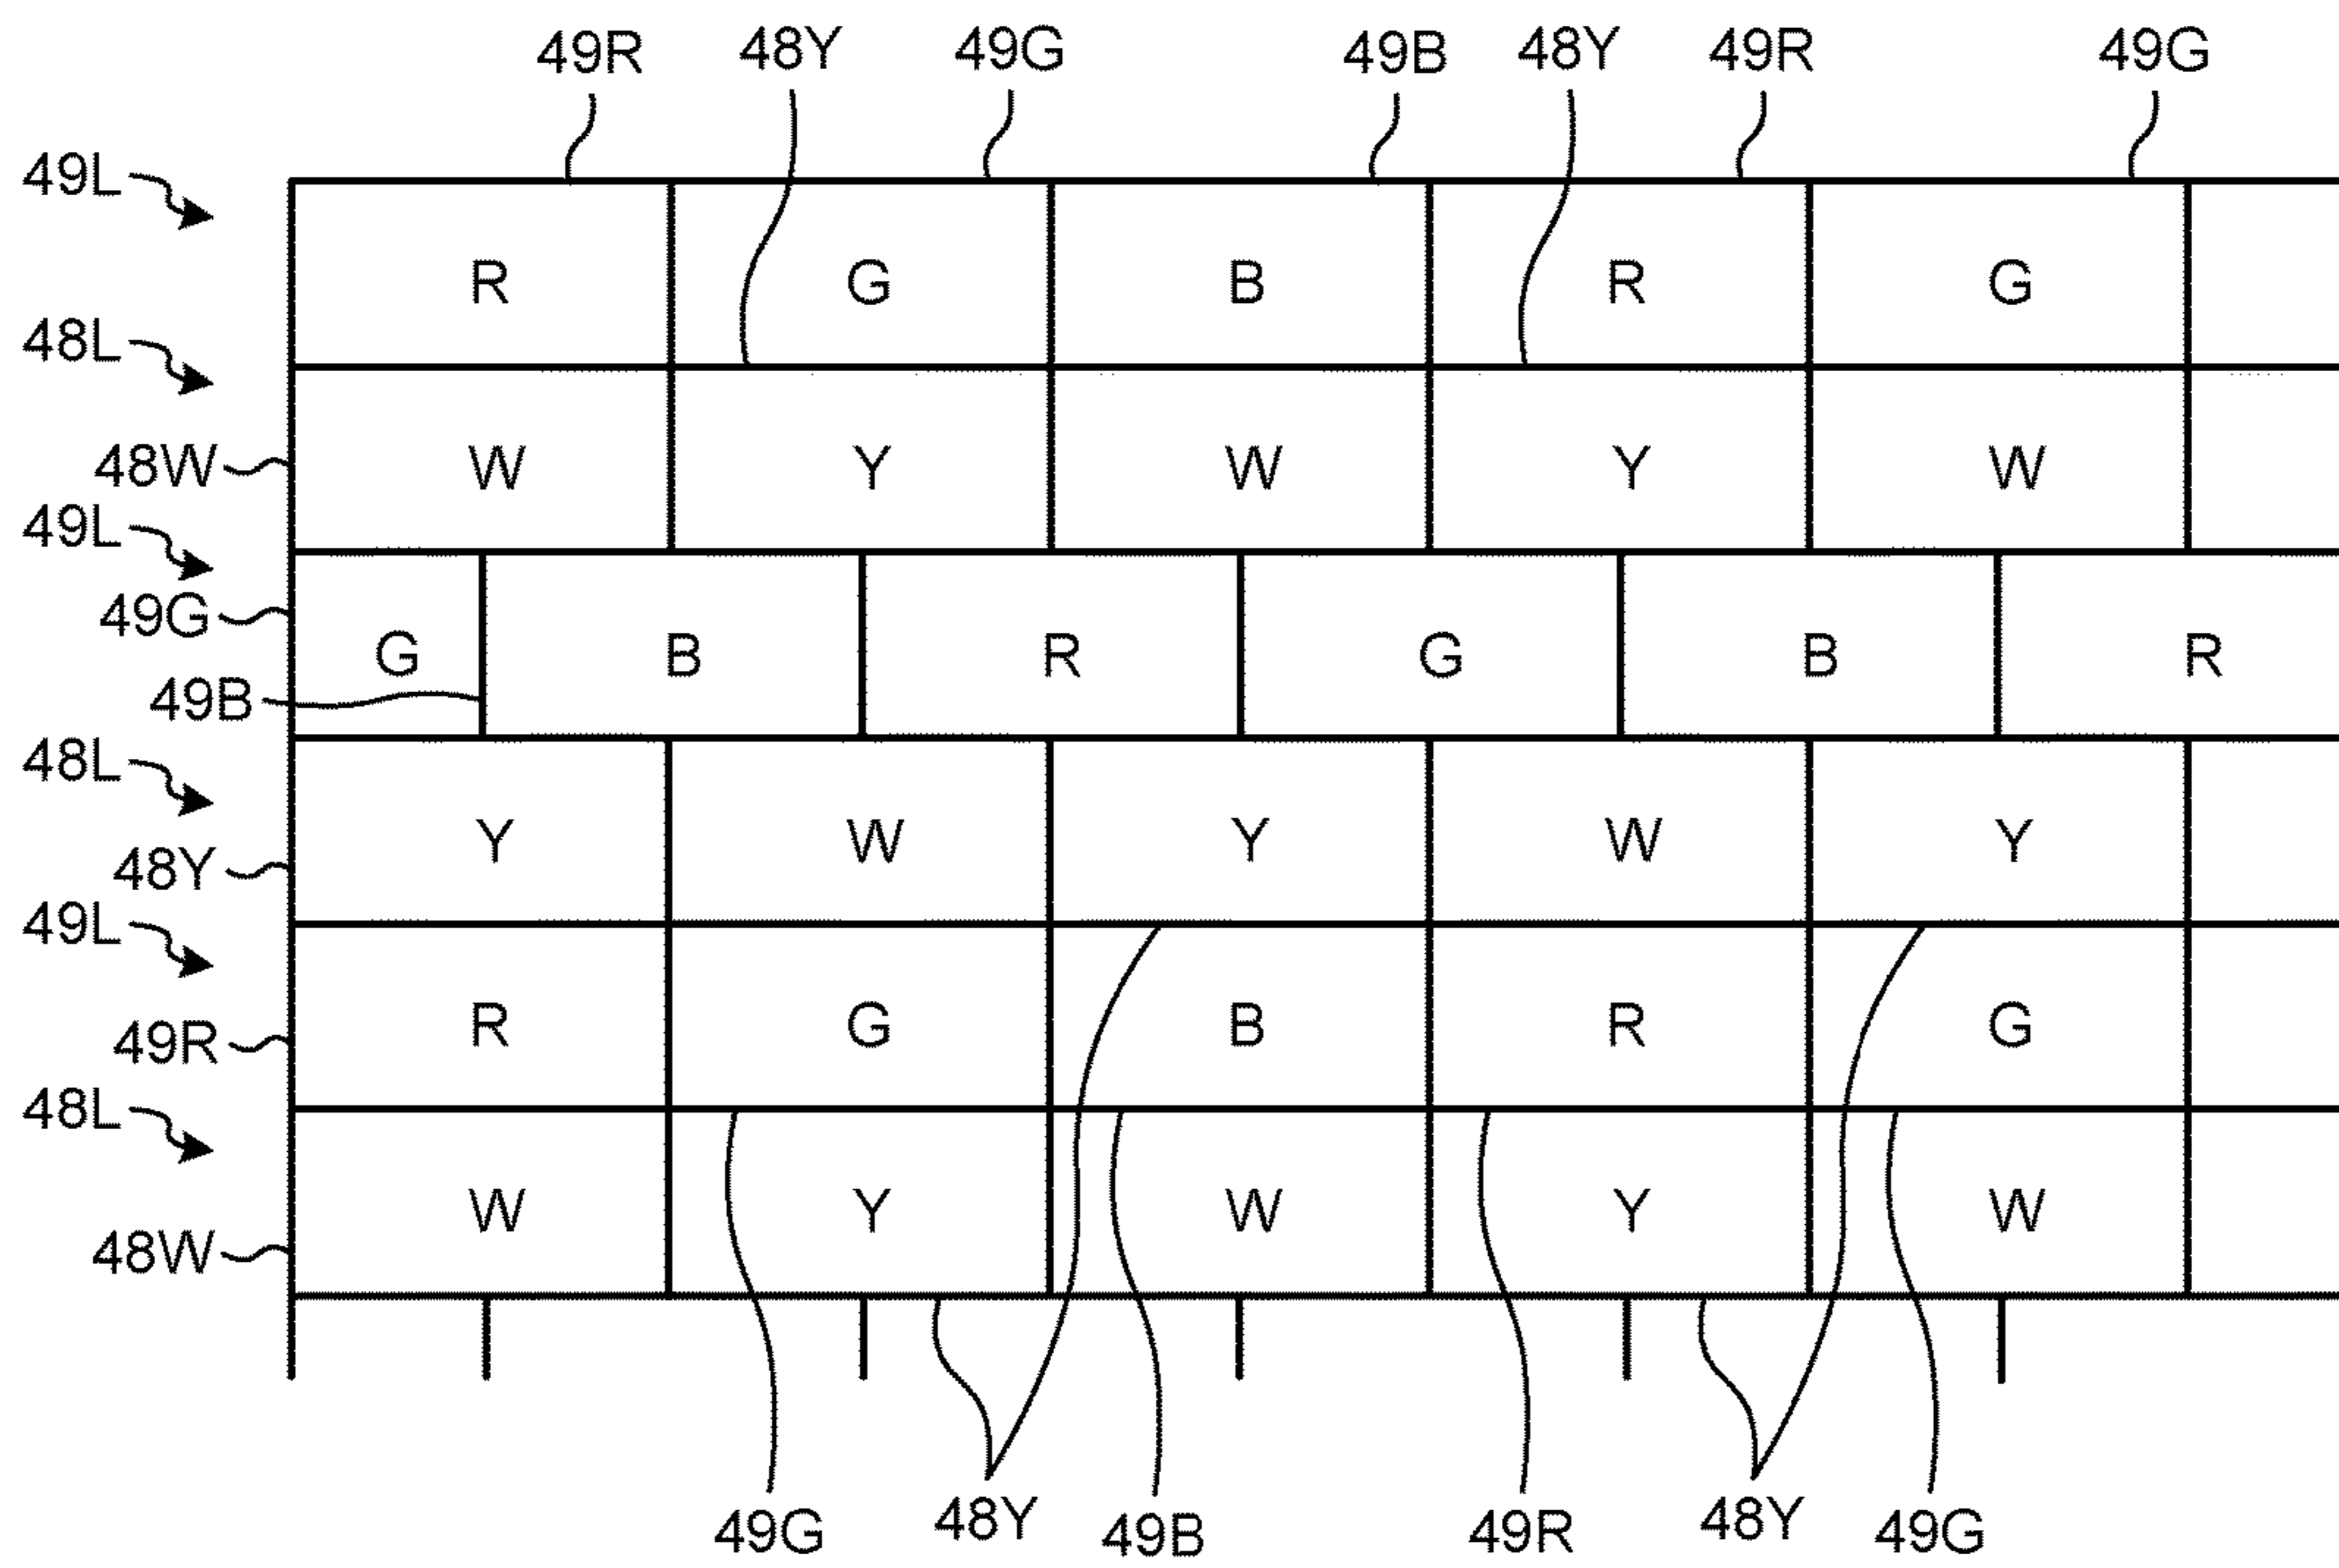 49R 48Y 49G 49B 48Y 49R 49G
49L
R G B R G
48L
48W W Y W Y W
49L
49G
G B R G B R
49B
48L
Y W Y W Y
48Y
49L
R G B R G
49R
48L
W Y W Y W
48W
49G 48Y 49B 49R 48Y 49G